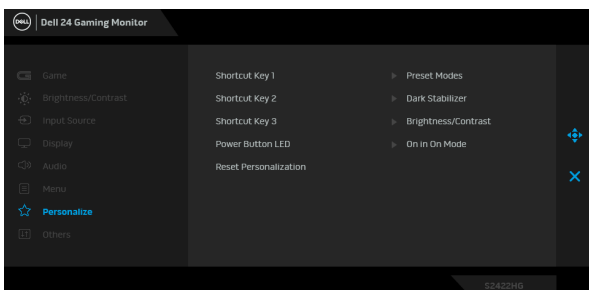 DELL Dell 24 Gaming Monitor
Game
Brightness/Contrast
Input Source
Display
Audio
Menu
Personalize
Others
Shortcut Key 1 Preset Modes
Shortcut Key 2 Dark Stabilizer
Shortcut Key 3 Brightness/Contrast
Power Button LED On in On Mode
Reset Personalization
S2422HG